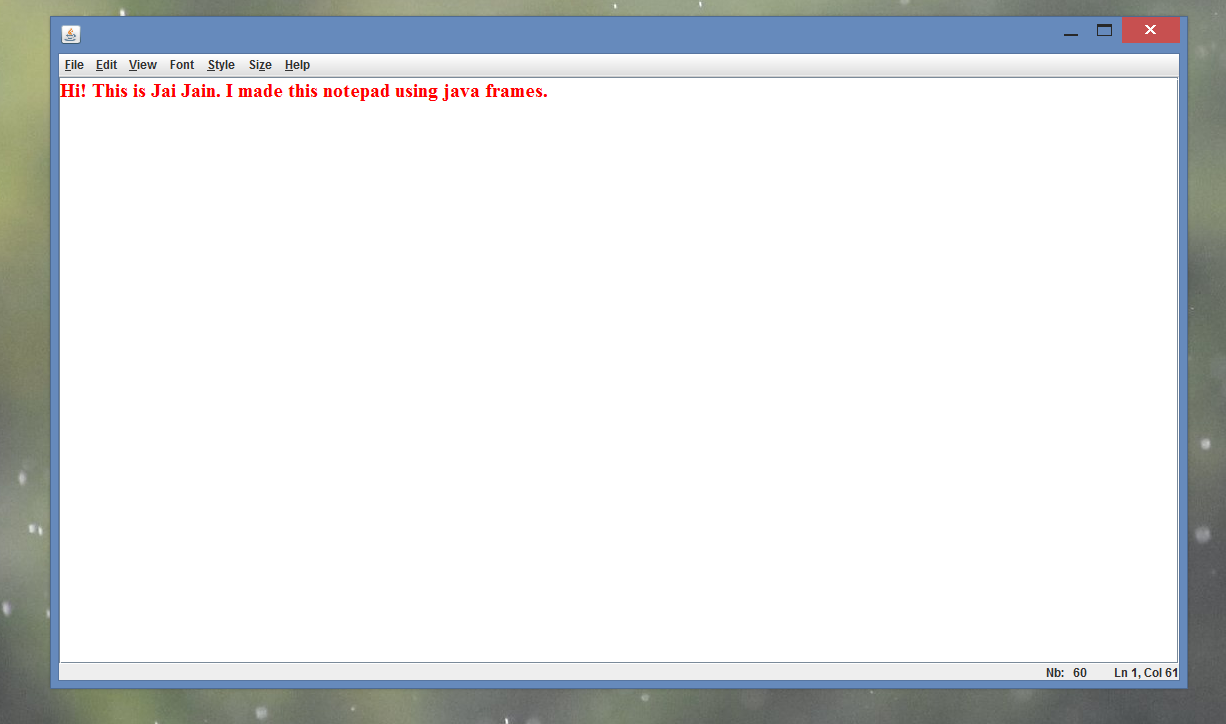 File Edit View Font Style Size Help
Hi! This is Jai Jain. I made this notepad using java frames.
Nb: 60 Ln 1, Col 61